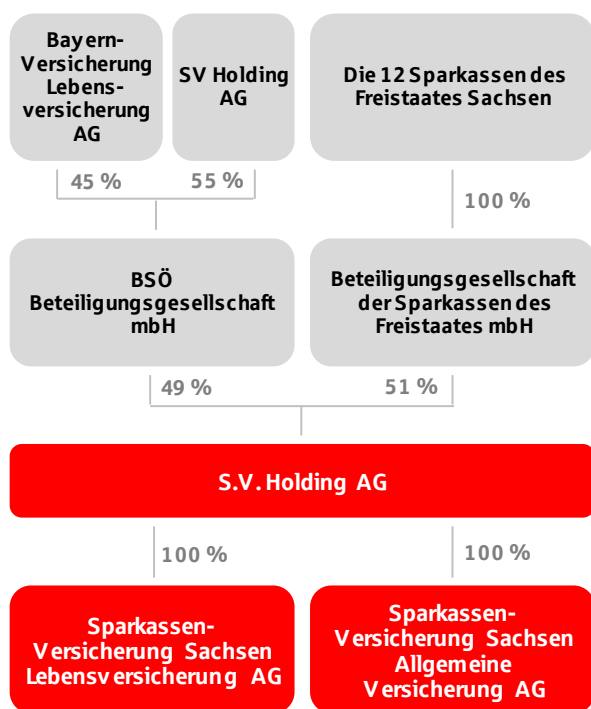 Bayern-
Versicherung
Lebens-
versicherung
AG
SV Holding
AG
Die 12 Sparkassen des
Freistaates Sachsen
45 %
55 %
100 %
BSÖ
Beteiligungsgesellschaft
mbH
Beteiligungsgesellschaft
der Sparkassen des
Freistaates mbH
49 %
51 %
S.V. Holding AG
100 %
100 %
Sparkassen-
Versicherung Sachsen
Lebensversicherung AG
Sparkassen-
Versicherung Sachsen
Allgemeine
Versicherung AG